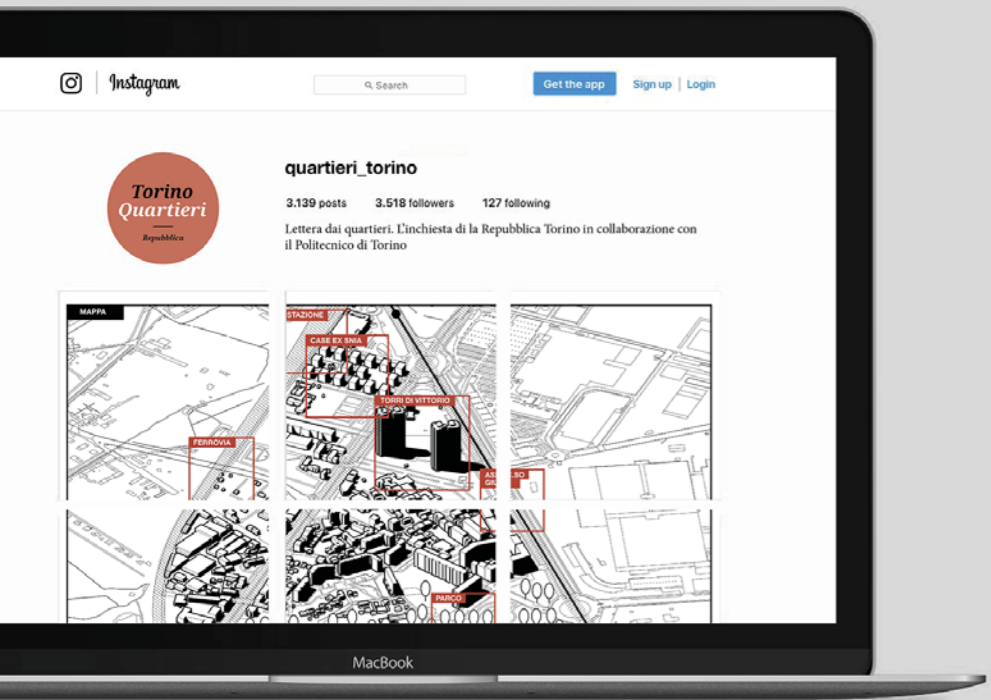 Instagram
Search
Get the app
Sign up | Login
Torino
Quartieri
Repubblica
quartieri_torino
3.139 posts 3.518 followers 127 following
Lettera dai quartieri. L'inchiesta di la Repubblica Torino in collaborazione con
il Politecnico di Torino
MAPPA
STAZIONE
CASE EX SNIA
TORRI DI VITTORIO
FERROVIA
PARCO
MacBook